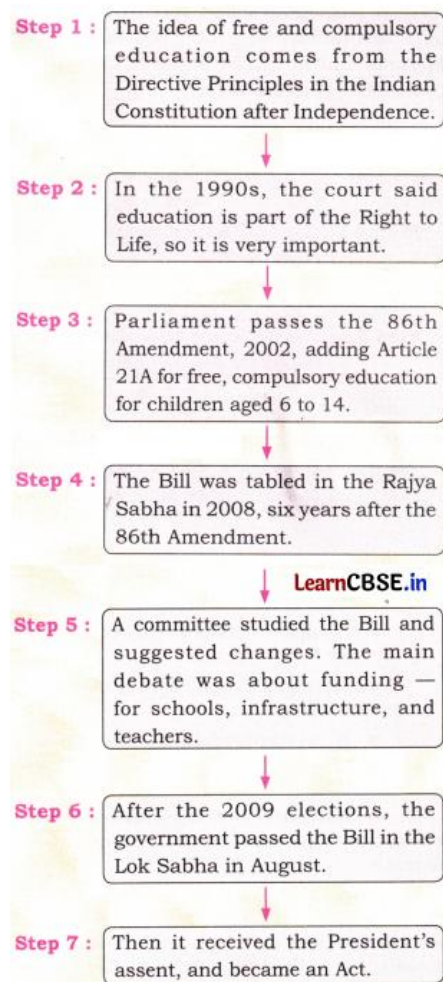 Step 1 : The idea of free and compulsory
education comes from the
Directive Principles in the Indian
Constitution after Independence.
Step 2 : In the 1990s, the court said
education is part of the Right to
Life, so it is very important.
Step 3 : Parliament passes the 86th
Amendment, 2002, adding Article
21A for free, compulsory education
for children aged 6 to 14.
Step 4 : The Bill was tabled in the Rajya
Sabha in 2008, six years after the
86th Amendment.
LearnCBSE.in
Step 5 : A committee studied the Bill and
suggested changes. The main
debate was about funding —
for schools, infrastructure, and
teachers.
Step 6 : After the 2009 elections, the
government passed the Bill in the
Lok Sabha in August.
Step 7 : Then it received the President's
assent, and became an Act.